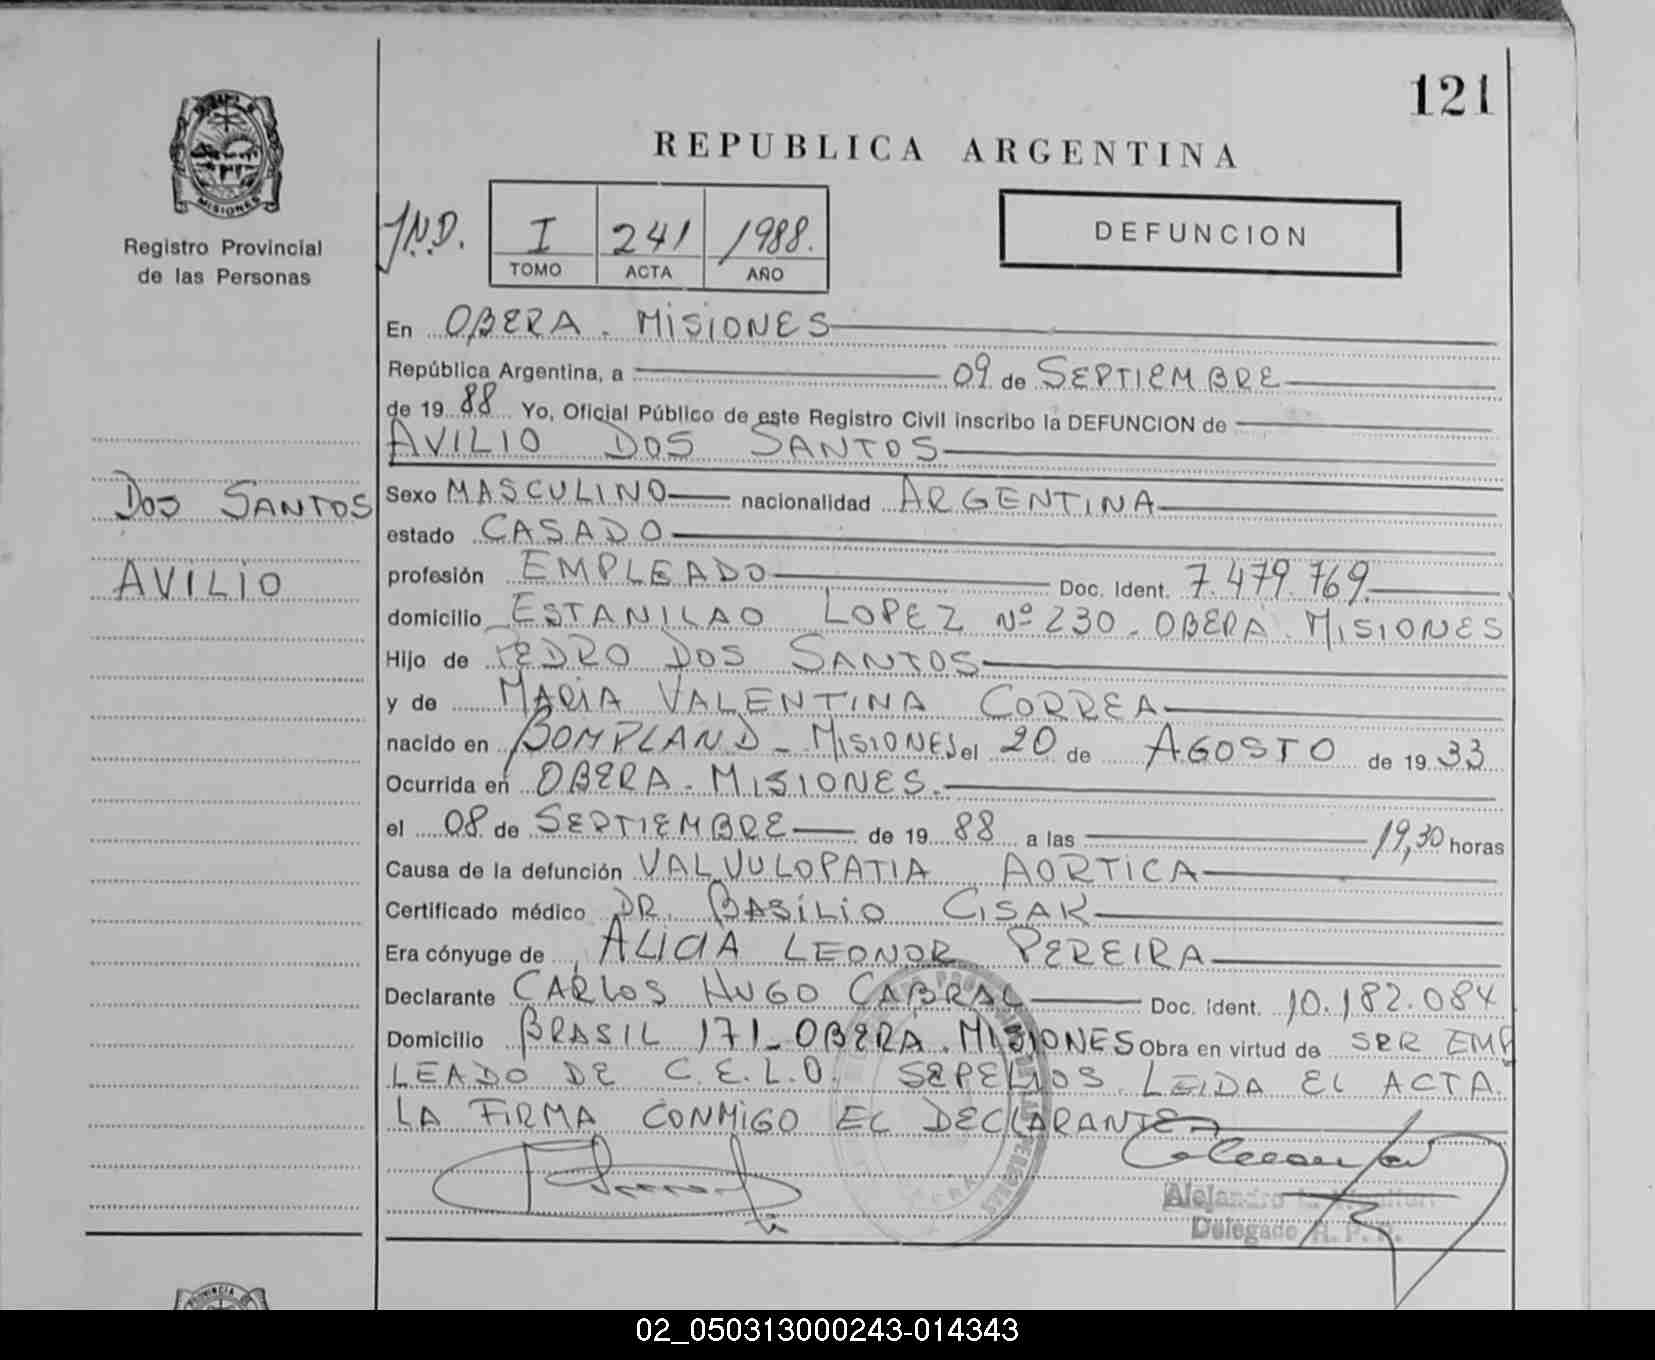 121
REPUBLICA ARGENTINA
MISIONES
Registro Provincial
de las Personas
J.N.D.
I 241 1988.
TOMO ACTA AÑO
DEFUNCION
En OBERA. MISIONES
República Argentina, a 09 de SEPTIEMBRE
de 19 88 Yo, Oficial Público de este Registro Civil inscribo la DEFUNCION de
AVILIO DOS SANTOS
DOS SANTOS
AVILIO
Sexo MASCULINO nacionalidad ARGENTINA
estado CASADO
profesión EMPLEADO Doc. Ident. 7.479.769.
domicilio ESTANILAO LOPEZ Nº 230 - OBERA. MISIONES
Hijo de PEDRO DOS SANTOS
y de MARIA VALENTINA CORREA
nacido en BOMPLAND - MISIONES el 20 de AGOSTO de 19 33
Ocurrida en OBERA. MISIONES.
el 08 de SEPTIEMBRE de 19 88 a las 19,30 horas
Causa de la defunción VALVULOPATIA AORTICA
Certificado médico DR. BASILIO CISAK
Era cónyuge de ALICIA LEONOR PEREIRA
Declarante CARLOS HUGO CABRAL Doc. Ident. 10.182.084
Domicilio BRASIL 171 - OBERA. MISIONES Obra en virtud de SER EMP
LEADO DE C.E.L.O. SEPELIOS. LEIDA EL ACTA.
LA FIRMA CONMIGO EL DECLARANTE
Alejandro
Delegado R. P. P.
02_050313000243-014343